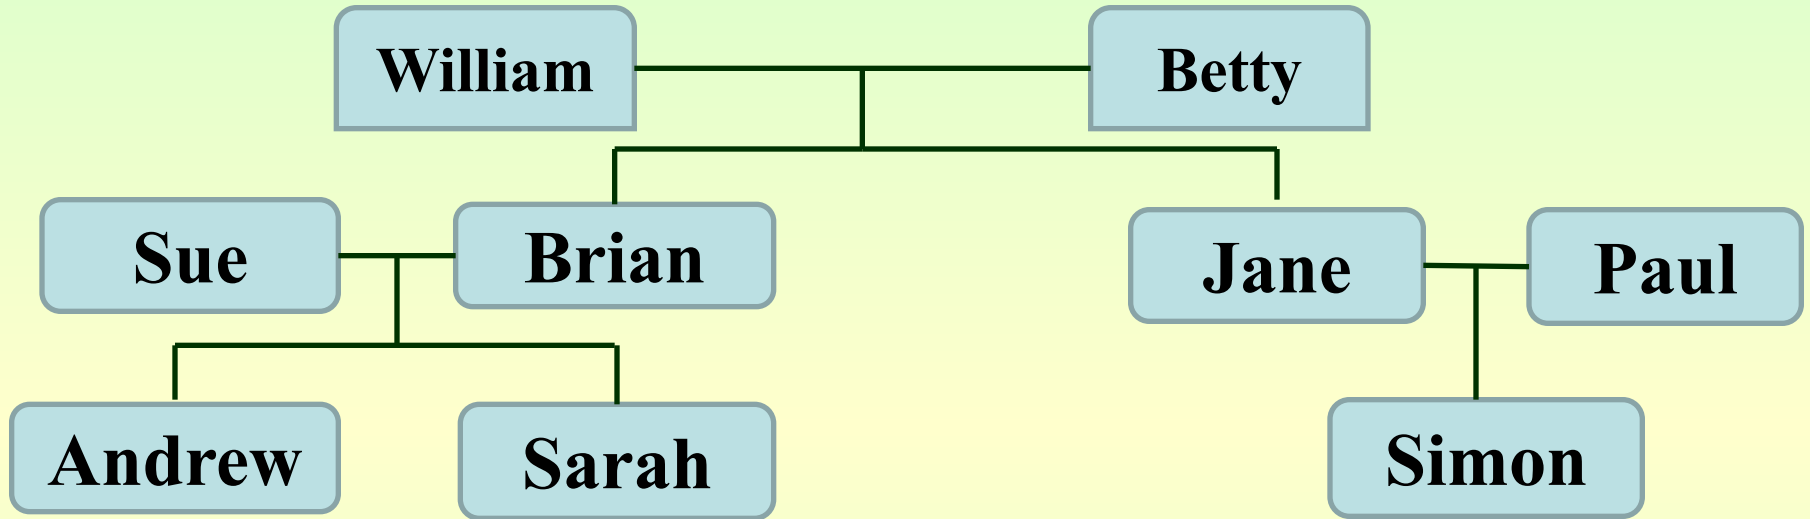 William
Betty
Sue
Brian
Jane
Paul
Andrew
Sarah
Simon